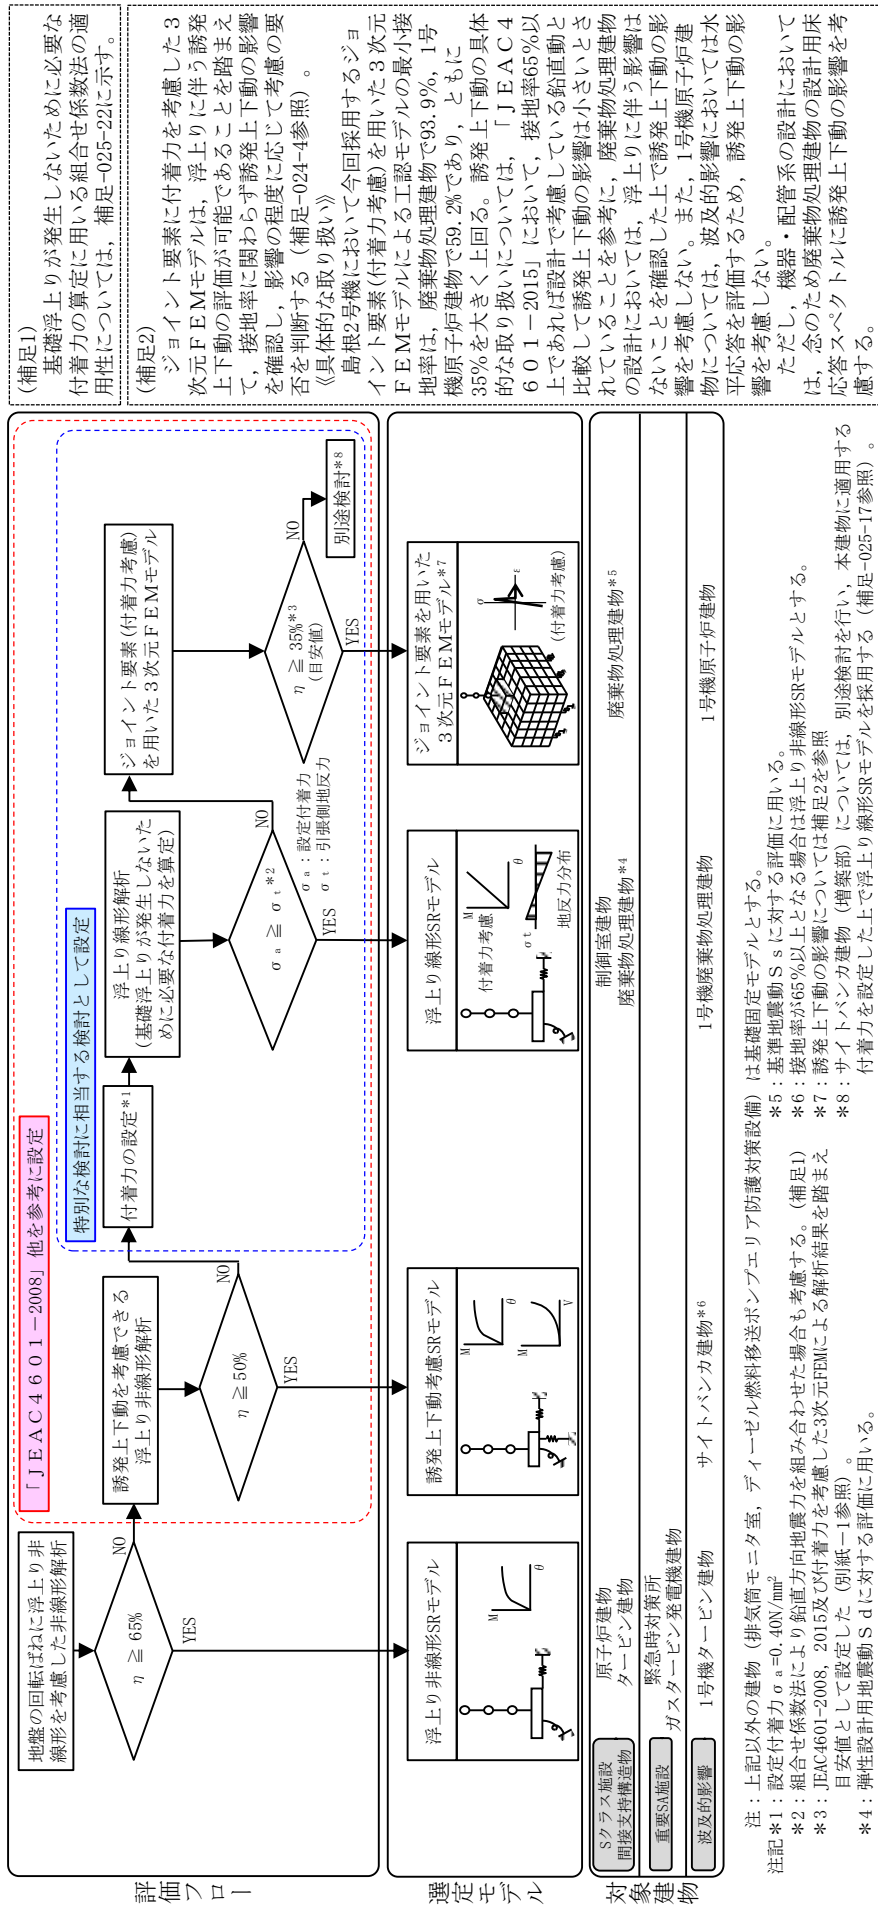 評価フロー
地盤の回転ばねに浮上り非
線形を考慮した非線形解析
η ≧ 65%
NO
YES
「ＪＥＡＣ４６０１-2008」他を参考に設定
誘発上下動を考慮できる
浮上り非線形解析
η ≧ 50%
NO
YES
特別な検討に相当する検討として設定
付着力の設定*1
浮上り線形解析
(基礎浮上りが発生しないた
めに必要な付着力を算定)
σa ≧ σt*2
NO
YES
σa：設定付着力
σt：引張側地反力
ジョイント要素(付着力考慮)
を用いた３次元ＦＥＭモデル
η ≧ 35%*3
(目安値)
NO
YES
別途検討*8
選定モデル
浮上り非線形SRモデル
M
θ
誘発上下動考慮SRモデル
M
θ
M
V
浮上り線形SRモデル
M
付着力考慮
θ
σt
地反力分布
ジョイント要素を用いた
３次元ＦＥＭモデル*7
σ
ε
(付着力考慮)
対象建物
Sクラス施設
間接支持構造物
原子炉建物
タービン建物
制御室建物
廃棄物処理建物*4
廃棄物処理建物*5
重要SA施設
緊急時対策所
ガスタービン発電機建物
波及的影響
1号機タービン建物
サイトバンカ建物*6
1号機廃棄物処理建物
1号機原子炉建物
注：上記以外の建物（排気筒モニタ室，ディーゼル燃料移送ポンプエリア防護対策設備）は基礎固定モデルとする。
注記*1：設定付着力σa=0.40N/mm²
*2：組合せ係数法により鉛直方向地震力を組み合わせた場合も考慮する。(補足1)
*3：JEAC4601-2008, 2015及び付着力を考慮した3次元FEMによる解析結果を踏まえ
目安値として設定した（別紙－1参照）。
*4：弾性設計用地震動Ｓｄに対する評価に用いる。
*5：基準地震動Ｓｓに対する評価に用いる。
*6：接地率が65%以上となる場合は浮上り非線形SRモデルとする。
*7：誘発上下動の影響については補足2を参照
*8：サイトバンカ建物（増築部）については，別途検討を行い，本建物に適用する
付着力を設定した上で浮上り線形SRモデルを採用する（補足-025-17参照）。
(補足1)
基礎浮上りが発生しないために必要な
付着力の算定に用いる組合せ係数法の適
用性については，補足-025-22に示す。
(補足2)
ジョイント要素に付着力を考慮した３
次元ＦＥＭモデルは，浮上りに伴う誘発
上下動の評価が可能であることを踏まえ
て，接地率に関わらず誘発上下動の影響
を確認し，影響の程度に応じて考慮の要
否を判断する（補足-024-4参照）。
《具体的な取り扱い》
島根2号機において今回採用するジョ
イント要素(付着力考慮)を用いた３次元
ＦＥＭモデルによる工認モデルの最小接
地率は，廃棄物処理建物で93.9%，1号
機原子炉建物で59.2%であり，ともに
35%を大きく上回る。誘発上下動の具体
的な取り扱いについては，「ＪＥＡＣ４
６０１-2015」において，接地率65%以
上であれば設計で考慮している鉛直動と
比較して誘発上下動の影響は小さいとさ
れていることを参考に，廃棄物処理建物
の設計においては，浮上りに伴う影響は
ないことを確認した上で誘発上下動の影
響を考慮しない。また，1号機原子炉建
物については，波及的影響においては水
平応答を評価するため，誘発上下動の影
響を考慮しない。
ただし，機器・配管系の設計において
は，念のため廃棄物処理建物の設計用床
応答スペクトルに誘発上下動の影響を考
慮する。